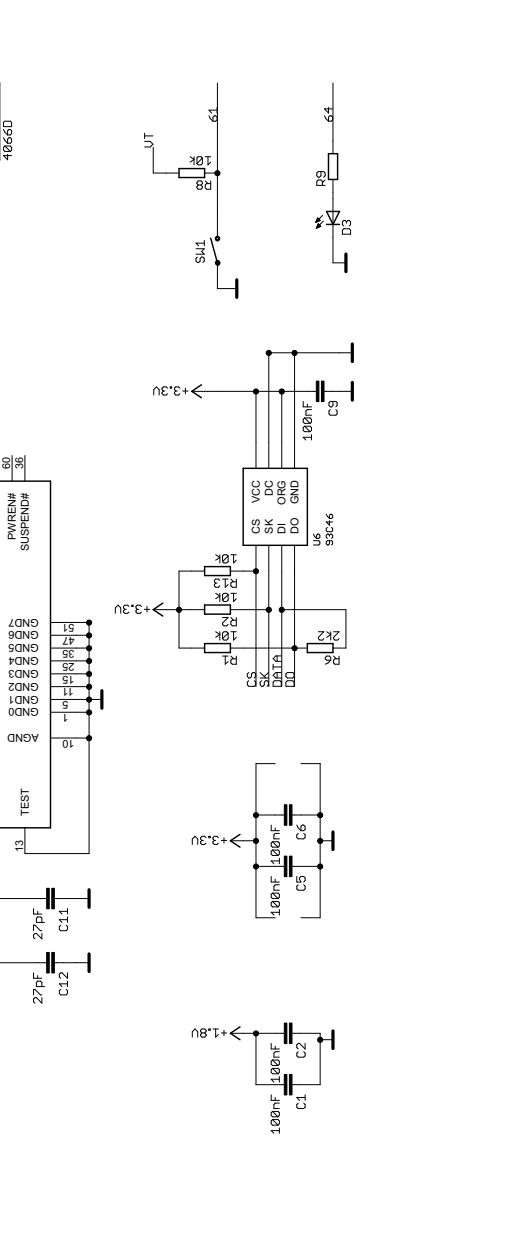 4066D
61
64
VT
10k
R8
R9
SW1
D3
+3.3V
100nF
C9
60
36
PWREN#
SUSPEND#
VCC
DC
ORG
GND
CS
SK
DI
DO
U6
93C46
10k
R13
+3.3V
10k
R2
10k
R1
2k2
R6
CS
SK
DATA
DO
GND7
51
GND6
47
GND5
35
GND4
25
GND3
15
GND2
11
GND1
5
GND0
1
AGND
10
TEST
13
+3.3V
100nF
C6
100nF
C5
27pF
C11
27pF
C12
+1.8V
100nF
C2
100nF
C1